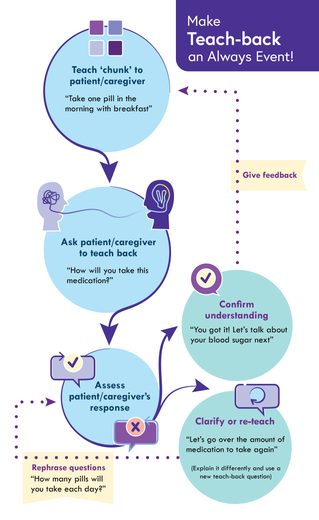 Make
Teach-back
an Always Event!
Teach ‘chunk’ to
patient/caregiver
“Take one pill in the
morning with breakfast”
Give feedback
Ask patient/caregiver
to teach back
“How will you take this
medication?”
Confirm
understanding
“You got it! Let’s talk about
your blood sugar next”
Assess
patient/caregiver’s
response
Clarify or re-teach
“Let’s go over the amount of
medication to take again”
(Explain it differently and use a
new teach-back question)
Rephrase questions
“How many pills will
you take each day?”